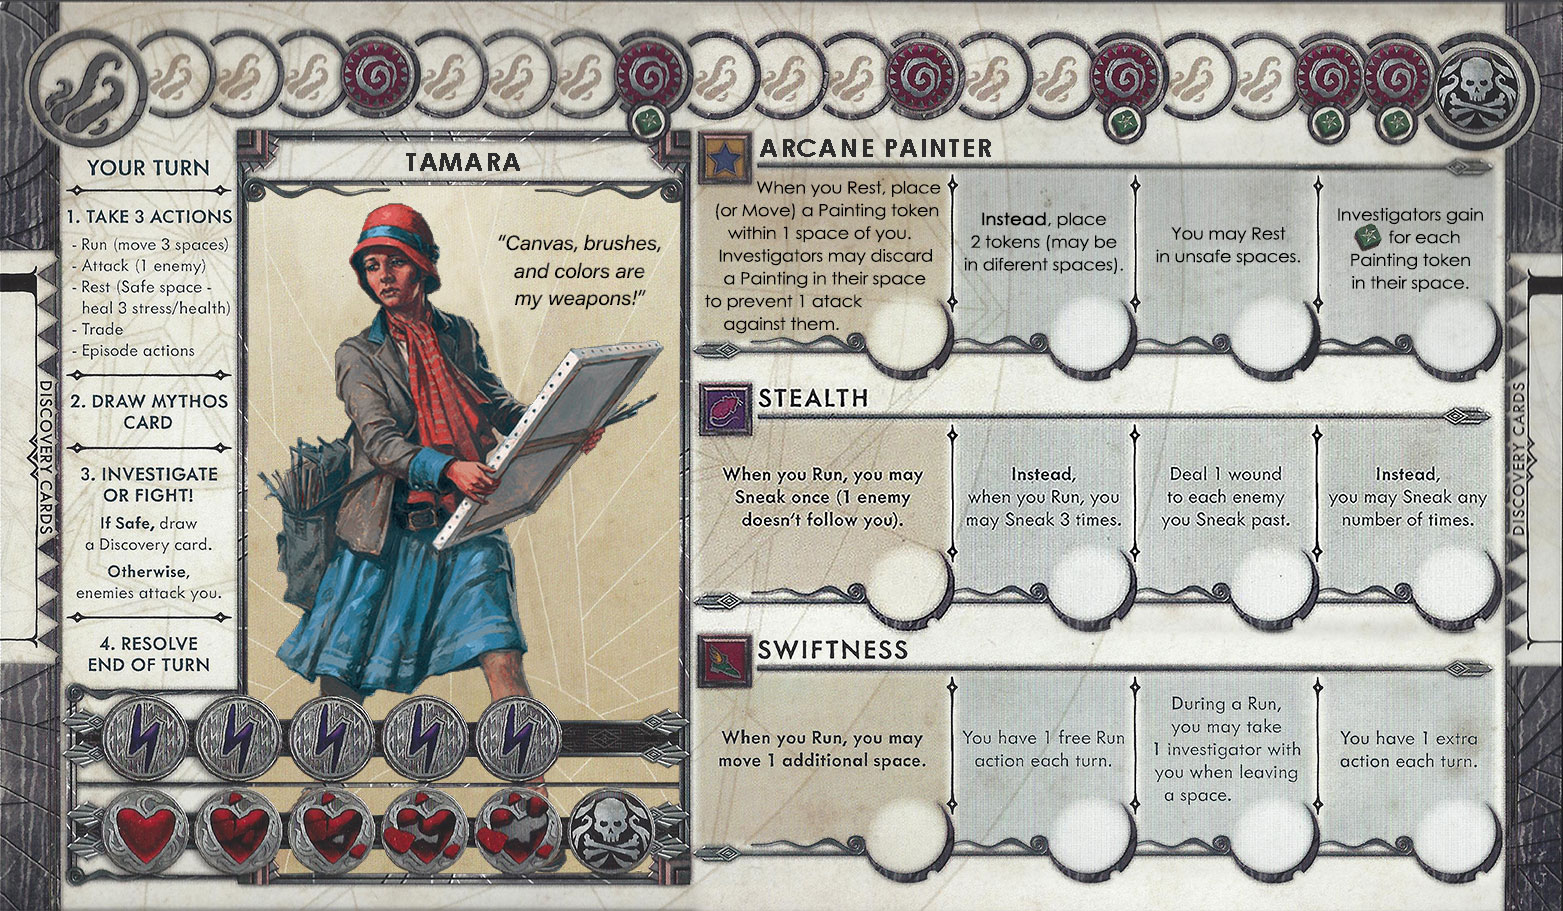 YOUR TURN
1. TAKE 3 ACTIONS
- Run (move 3 spaces)
- Attack (1 enemy)
- Rest (Safe space -
heal 3 stress/health)
- Trade
- Episode actions
2. DRAW MYTHOS
CARD
3. INVESTIGATE
OR FIGHT!
If Safe, draw
a Discovery card.
Otherwise,
enemies attack you.
4. RESOLVE
END OF TURN
DISCOVERY CARDS
TAMARA
“Canvas, brushes,
and colors are
my weapons!”
ARCANE PAINTER
When you Rest, place
(or Move) a Painting token
within 1 space of you.
Investigators may discard
a Painting in their space
to prevent 1 atack
against them.
Instead, place
2 tokens (may be
in diferent spaces).
You may Rest
in unsafe spaces.
Investigators gain
for each
Painting token
in their space.
STEALTH
When you Run, you may
Sneak once (1 enemy
doesn't follow you).
Instead,
when you Run, you
may Sneak 3 times.
Deal 1 wound
to each enemy
you Sneak past.
Instead,
you may Sneak any
number of times.
SWIFTNESS
When you Run, you may
move 1 additional space.
You have 1 free Run
action each turn.
During a Run,
you may take
1 investigator with
you when leaving
a space.
You have 1 extra
action each turn.
DISCOVERY CARDS